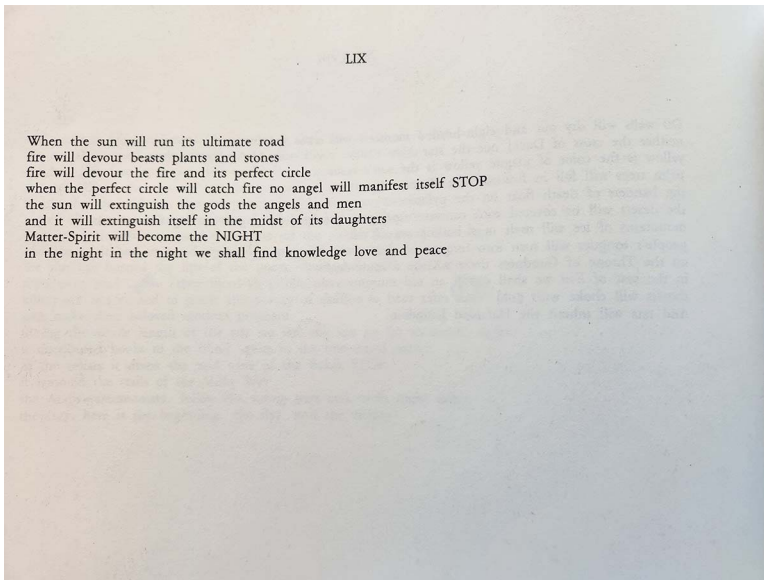 LIX
When the sun will run its ultimate road
fire will devour beasts plants and stones
fire will devour the fire and its perfect circle
when the perfect circle will catch fire no angel will manifest itself STOP
the sun will extinguish the gods the angels and men
and it will extinguish itself in the midst of its daughters
Matter-Spirit will become the NIGHT
in the night in the night we shall find knowledge love and peace